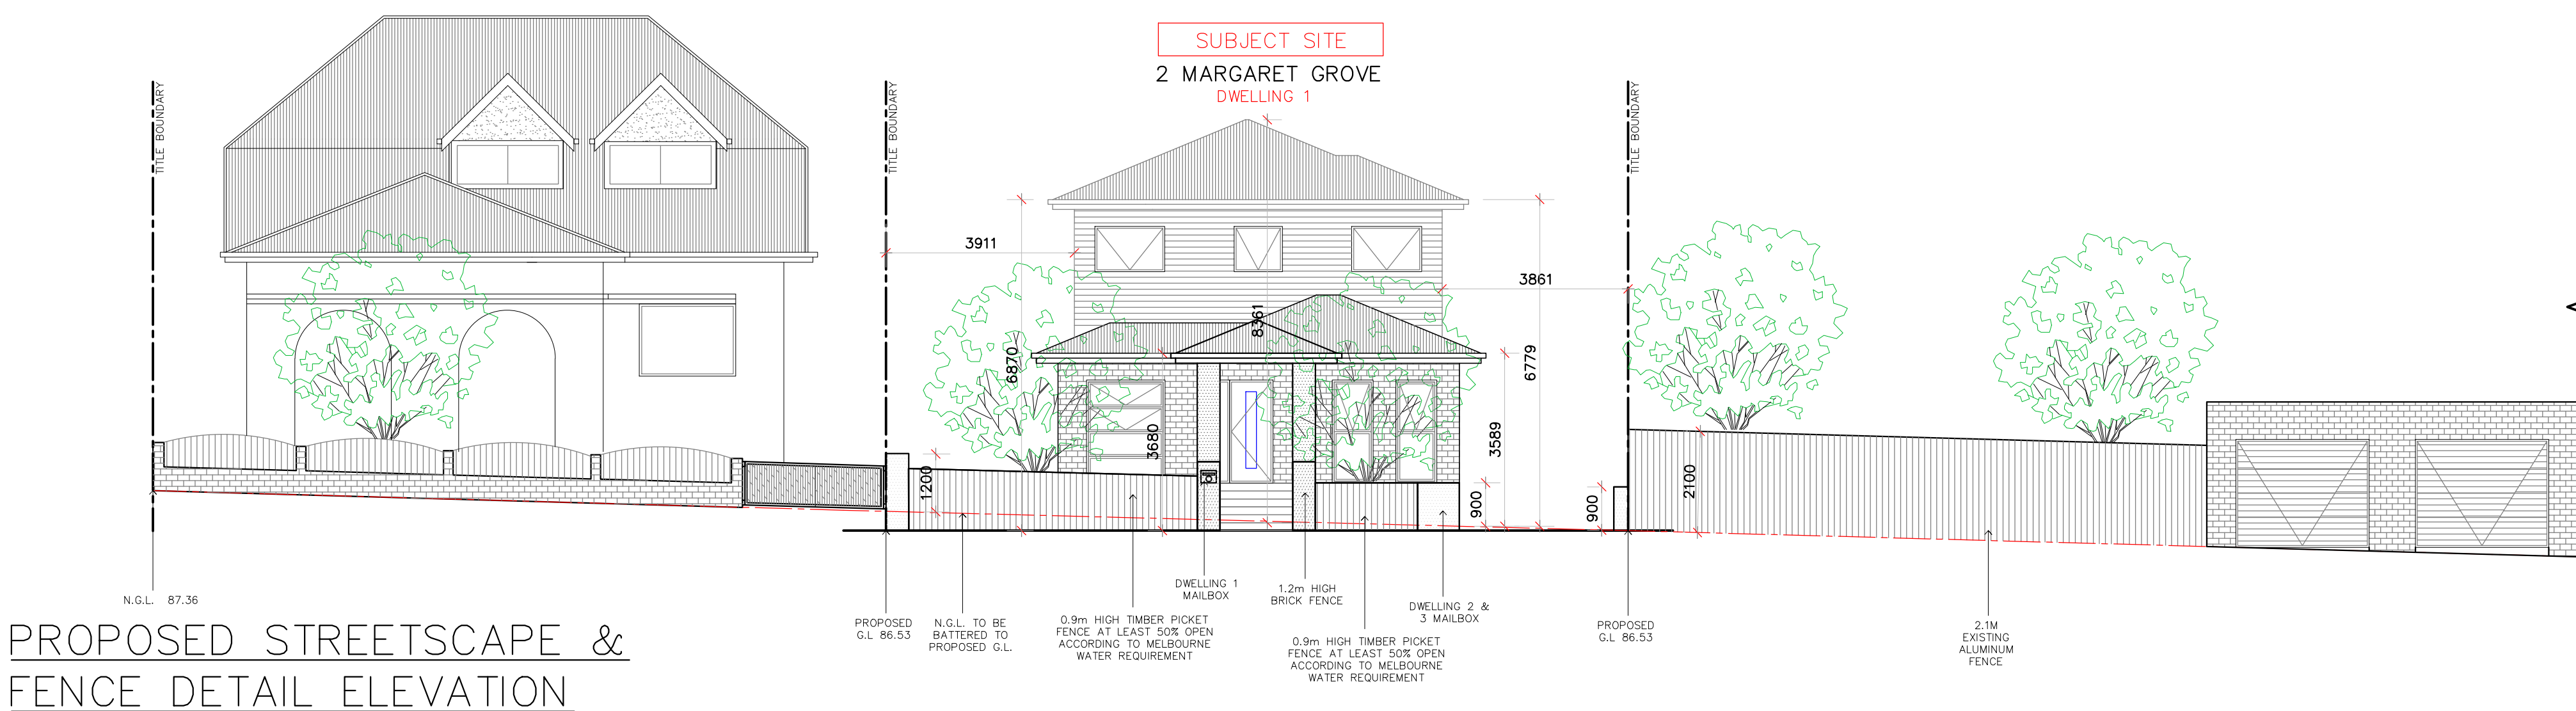 SUBJECT SITE
2 MARGARET GROVE
DWELLING 1
TITLE BOUNDARY
TITLE BOUNDARY
TITLE BOUNDARY
3911
3861
8361
6870
6779
3680
3589
1200
900
900
2100
N.G.L. 87.36
PROPOSED
G.L 86.53
N.G.L. TO BE
BATTERED TO
PROPOSED G.L.
0.9m HIGH TIMBER PICKET
FENCE AT LEAST 50% OPEN
ACCORDING TO MELBOURNE
WATER REQUIREMENT
DWELLING 1
MAILBOX
1.2m HIGH
BRICK FENCE
0.9m HIGH TIMBER PICKET
FENCE AT LEAST 50% OPEN
ACCORDING TO MELBOURNE
WATER REQUIREMENT
DWELLING 2 &
3 MAILBOX
PROPOSED
G.L 86.53
2.1M
EXISTING
ALUMINUM
FENCE
PROPOSED STREETSCAPE &
FENCE DETAIL ELEVATION